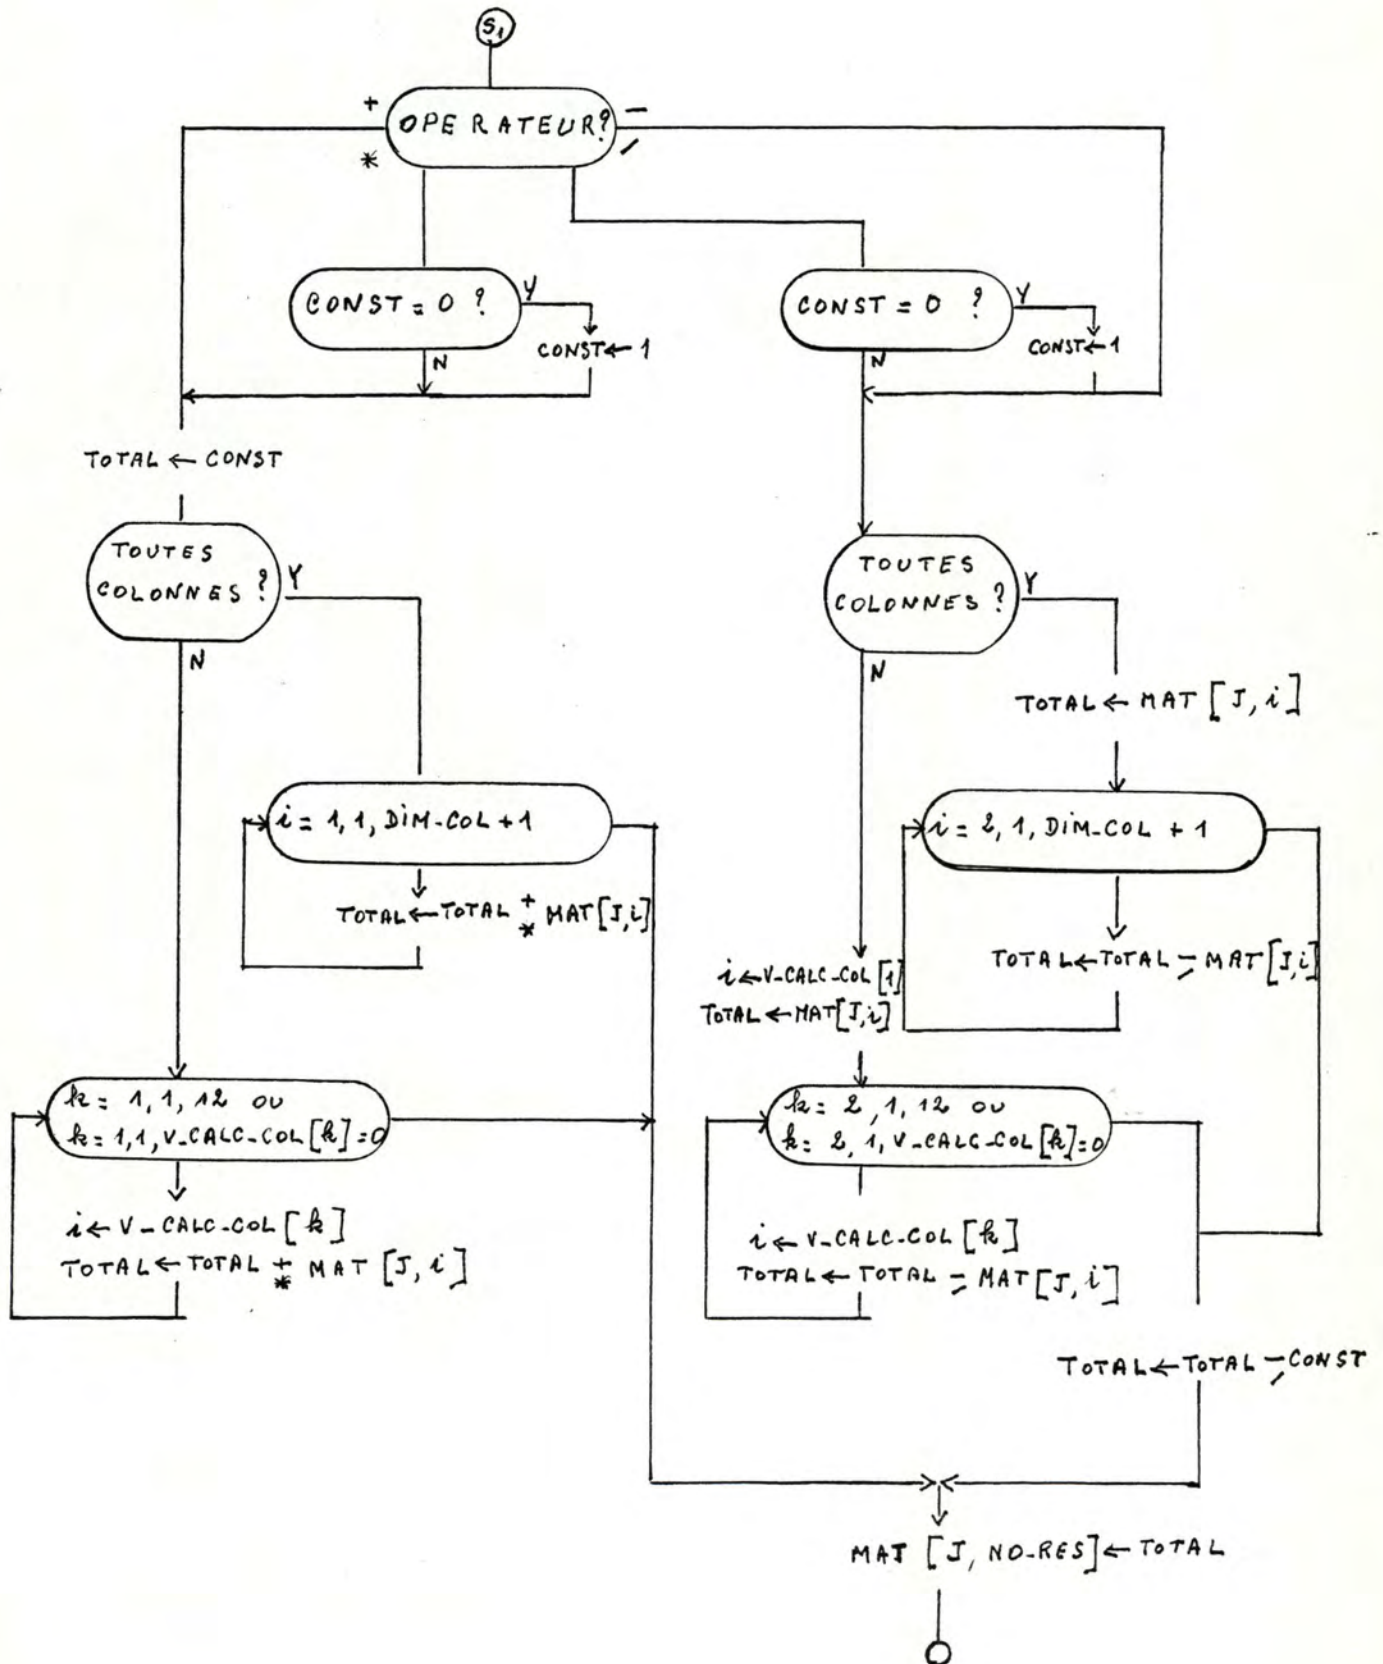 S1
+
OPERATEUR?
-
*
/
CONST = 0 ?
Y
CONST ← 1
N
CONST = 0 ?
Y
CONST ← 1
N
TOTAL ← CONST
TOUTES
COLONNES ?
Y
N
TOUTES
COLONNES ?
Y
N
TOTAL ← MAT [J, i]
i = 1, 1, DIM-COL + 1
TOTAL ← TOTAL + * MAT [J, i]
i = 2, 1, DIM-COL + 1
TOTAL ← TOTAL - / MAT [J, i]
i ← V-CALC-COL [1]
TOTAL ← MAT [J, i]
k = 1, 1, 12 OU
k = 1, 1, V-CALC-COL [k] = 0
i ← V-CALC-COL [k]
TOTAL ← TOTAL + * MAT [J, i]
k = 2, 1, 12 OU
k = 2, 1, V-CALC-COL [k] = 0
i ← V-CALC-COL [k]
TOTAL ← TOTAL - / MAT [J, i]
TOTAL ← TOTAL - / CONST
MAT [J, NO-RES] ← TOTAL